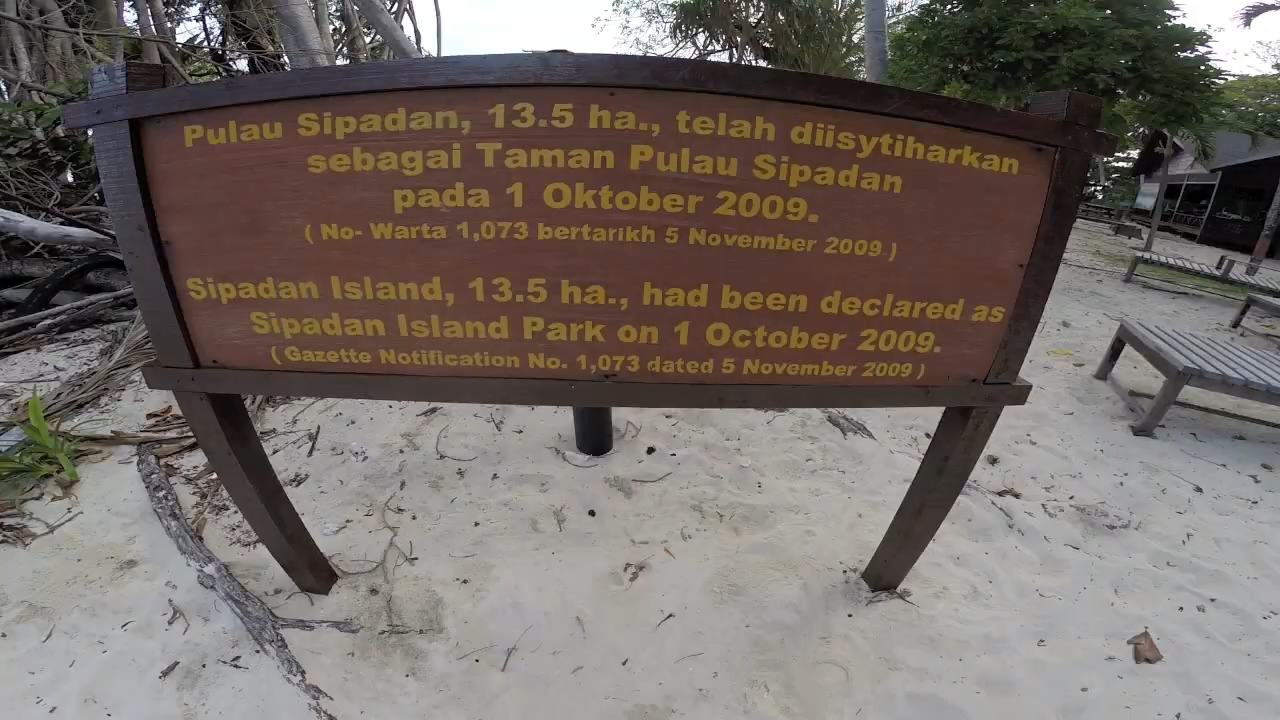 Pulau Sipadan, 13.5 ha., telah diisytiharkan
sebagai Taman Pulau Sipadan
pada 1 Oktober 2009.
( No- Warta 1,073 bertarikh 5 November 2009 )
Sipadan Island, 13.5 ha., had been declared as
Sipadan Island Park on 1 October 2009.
( Gazette Notification No. 1,073 dated 5 November 2009 )